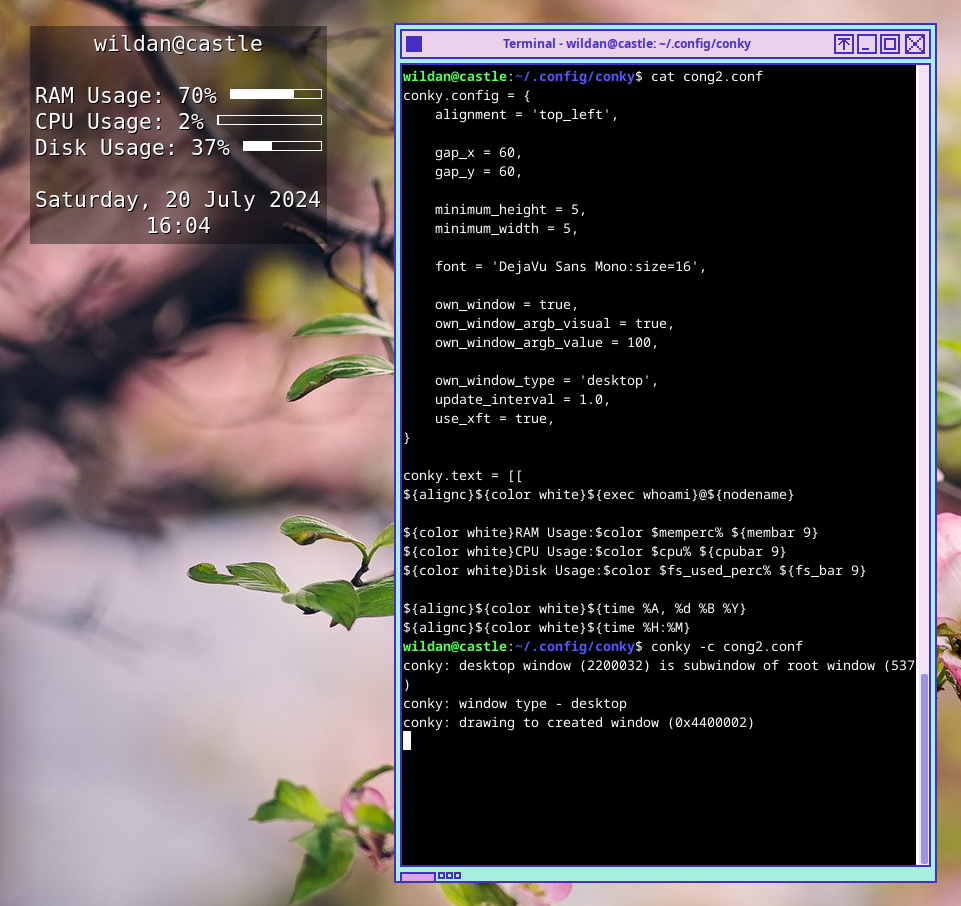 wildan@castle
RAM Usage: 70%
CPU Usage: 2%
Disk Usage: 37%
Saturday, 20 July 2024
16:04
Terminal - wildan@castle: ~/.config/conky
wildan@castle:~/.config/conky$ cat cong2.conf
conky.config = {
    alignment = 'top_left',

    gap_x = 60,
    gap_y = 60,

    minimum_height = 5,
    minimum_width = 5,

    font = 'DejaVu Sans Mono:size=16',

    own_window = true,
    own_window_argb_visual = true,
    own_window_argb_value = 100,

    own_window_type = 'desktop',
    update_interval = 1.0,
    use_xft = true,
}

conky.text = [[
${alignc}${color white}${exec whoami}@${nodename}

${color white}RAM Usage:$color $memperc% ${membar 9}
${color white}CPU Usage:$color $cpu% ${cpubar 9}
${color white}Disk Usage:$color $fs_used_perc% ${fs_bar 9}

${alignc}${color white}${time %A, %d %B %Y}
${alignc}${color white}${time %H:%M}
wildan@castle:~/.config/conky$ conky -c cong2.conf
conky: desktop window (2200032) is subwindow of root window (537
)
conky: window type - desktop
conky: drawing to created window (0x4400002)